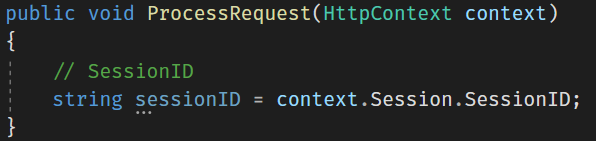 public void ProcessRequest(HttpContext context)
{
// SessionID
string sessionID = context.Session.SessionID;
}